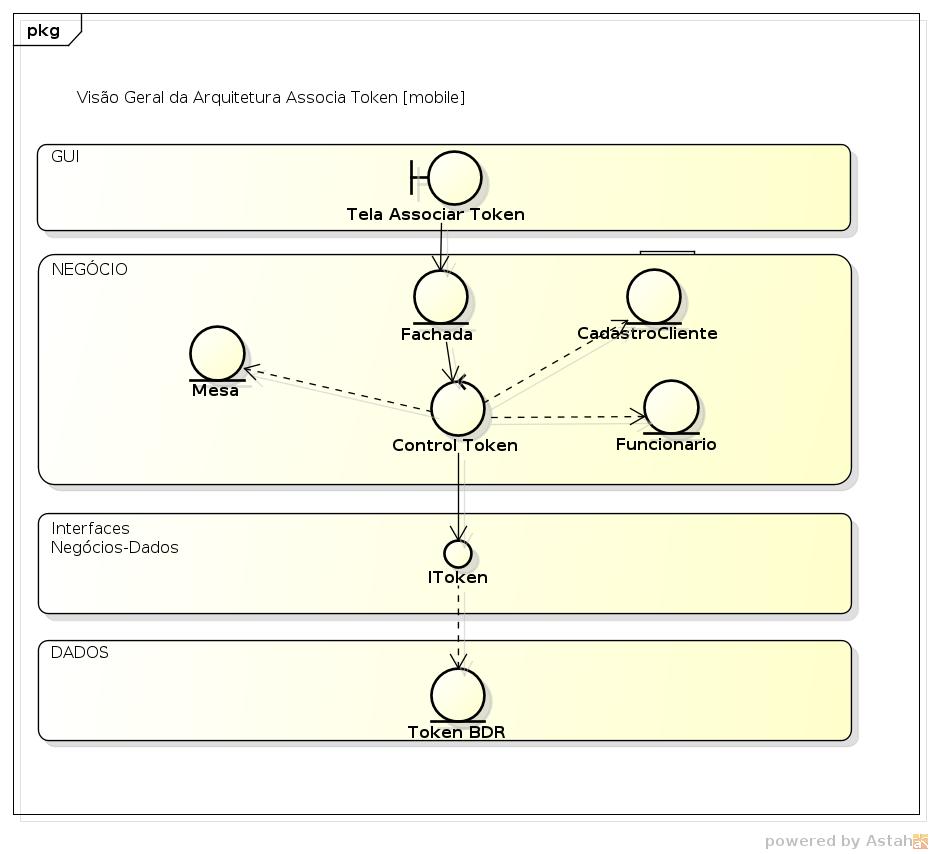 pkg
Visão Geral da Arquitetura Associa Token [mobile]
GUI
Tela Associar Token
NEGÓCIO
Fachada
CadastroCliente
Mesa
Control Token
Funcionario
Interfaces
Negócios-Dados
IToken
DADOS
Token BDR
powered by Astah